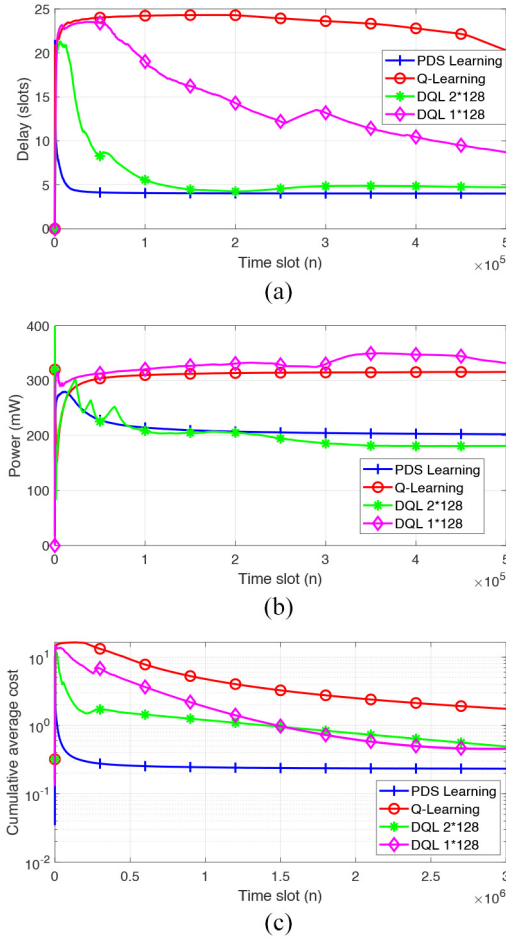 25
20
15
10
5
0
Delay (slots)
PDS Learning
Q-Learning
DQL 2*128
DQL 1*128
0 1 2 3 4 5
Time slot (n) ×10^5
(a)
400
300
200
100
0
Power (mW)
PDS Learning
Q-Learning
DQL 2*128
DQL 1*128
0 1 2 3 4 5
Time slot (n) ×10^5
(b)
10^1
10^0
10^-1
10^-2
Cumulative average cost
PDS Learning
Q-Learning
DQL 2*128
DQL 1*128
0 0.5 1 1.5 2 2.5 3
Time slot (n) ×10^6
(c)